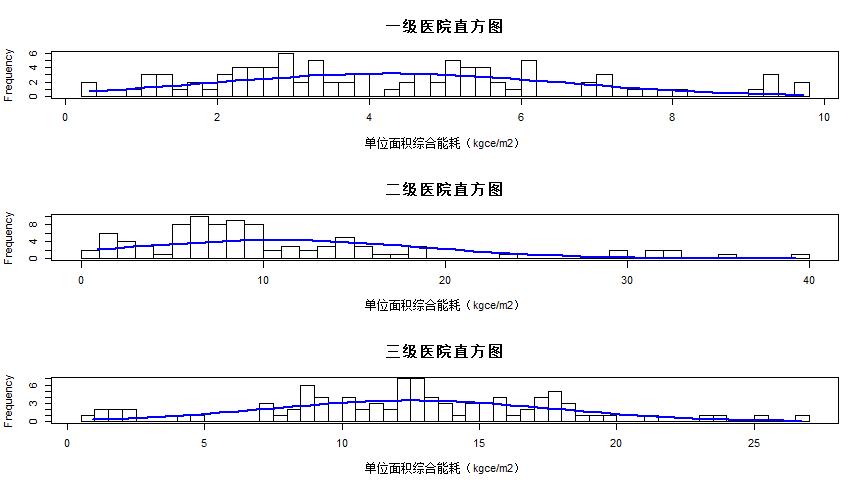 一级医院直方图
Frequency
0 2 4 6
0 2 4 6 8 10
单位面积综合能耗（kgce/m2）
二级医院直方图
Frequency
0 4 8
0 10 20 30 40
单位面积综合能耗（kgce/m2）
三级医院直方图
Frequency
0 3 6
0 5 10 15 20 25
单位面积综合能耗（kgce/m2）